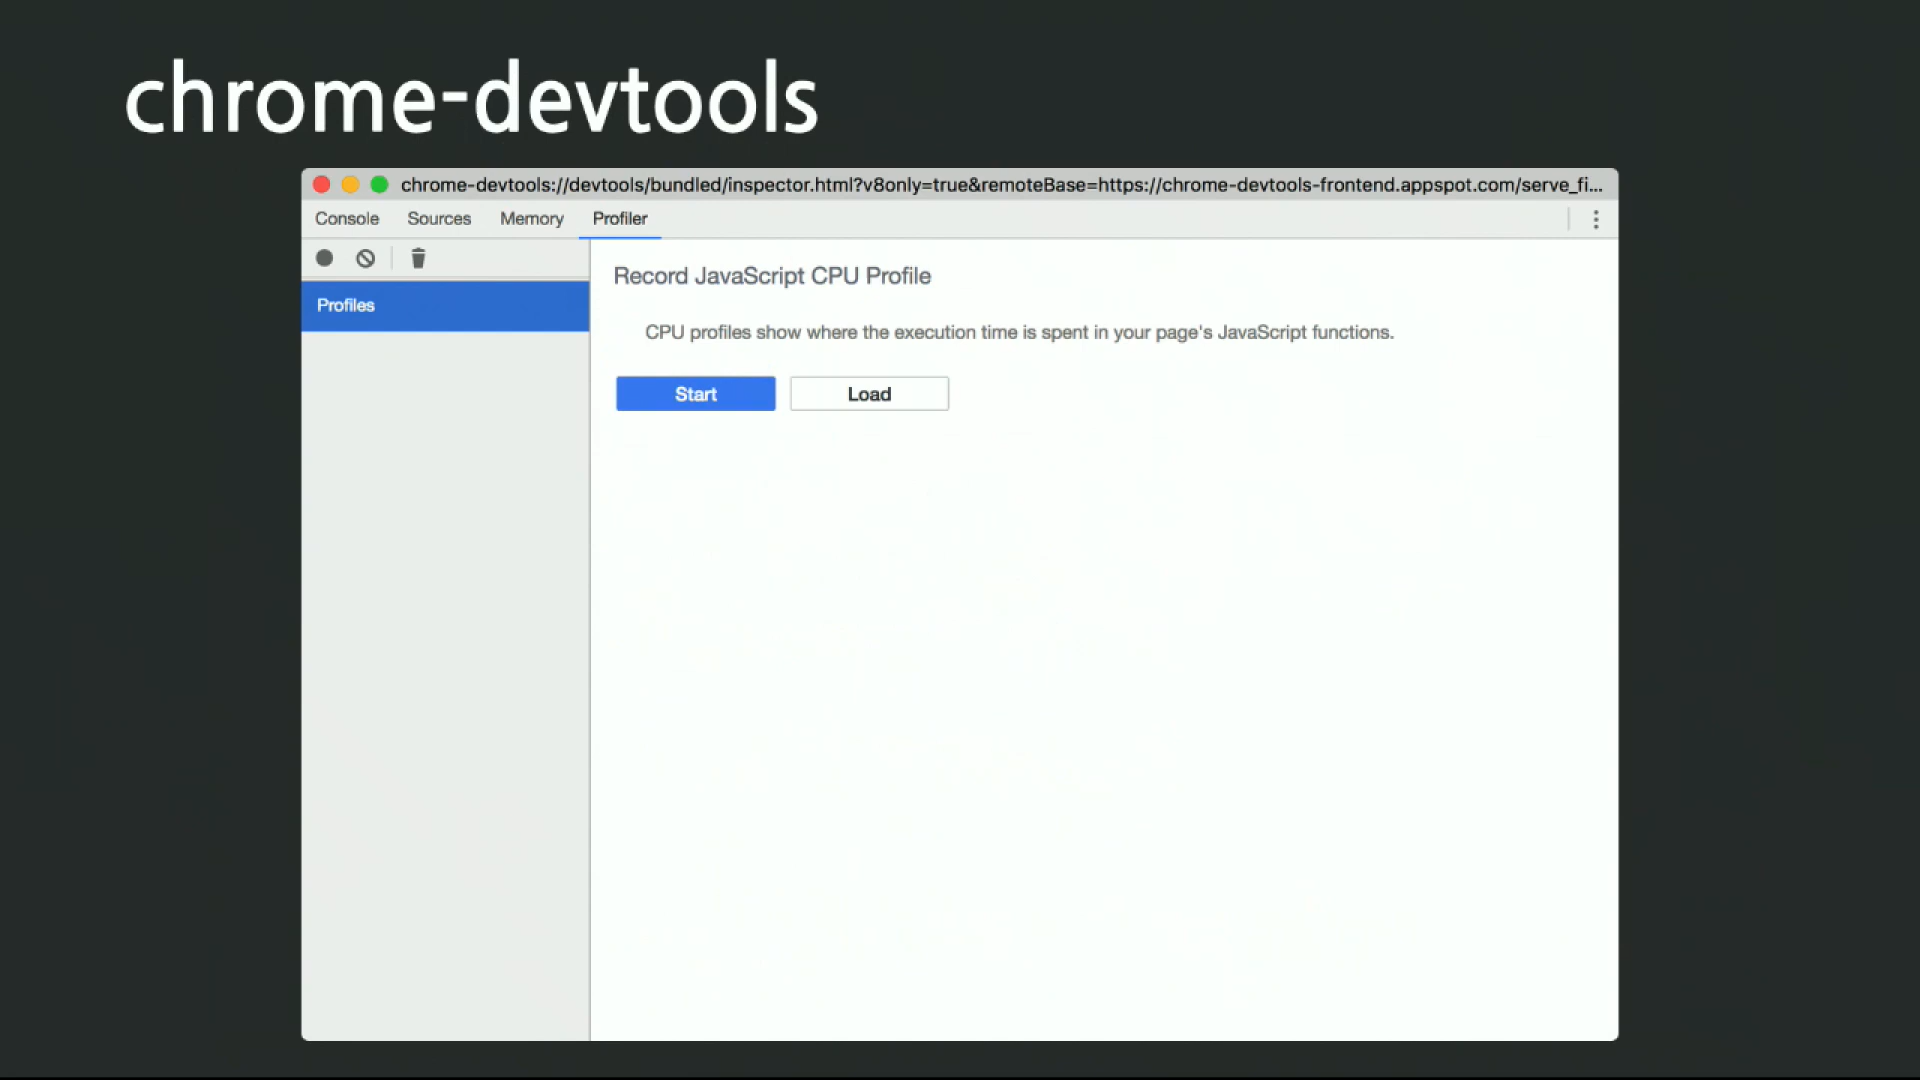 chrome-devtools
chrome-devtools://devtools/bundled/inspector.html?v8only=true&remoteBase=https://chrome-devtools-frontend.appspot.com/serve_fi...
Console Sources Memory Profiler
Profiles
Record JavaScript CPU Profile
CPU profiles show where the execution time is spent in your page's JavaScript functions.
Start Load